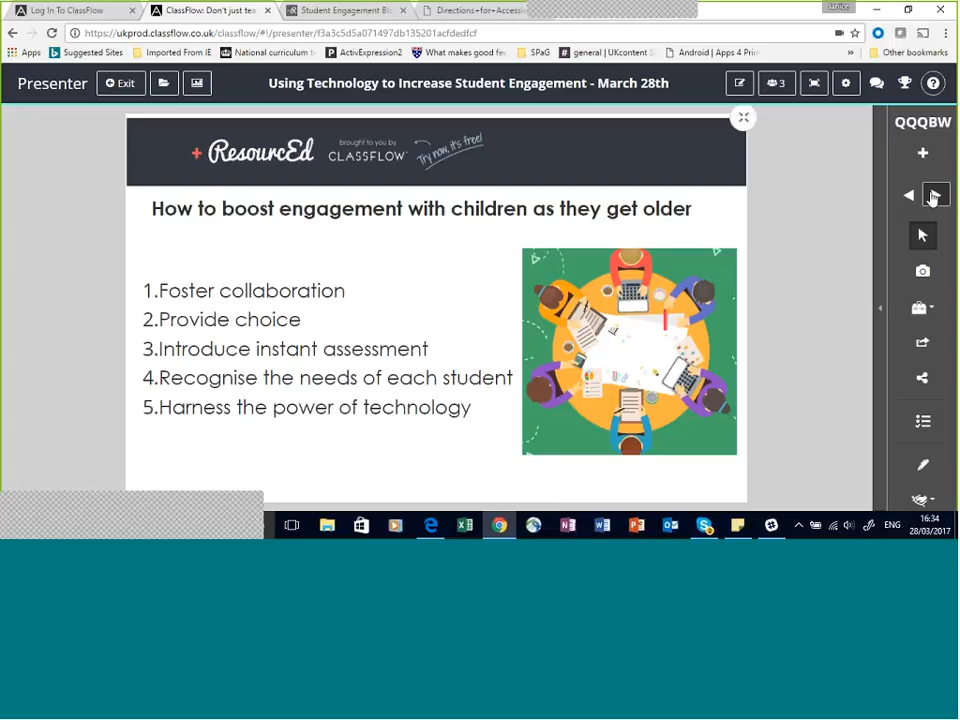 Log In To ClassFlow
ClassFlow: Don't just tea
Student Engagement Bl
Directions+for+Accessi
Janice
https://ukprod.classflow.co.uk/classflow/#!/presenter/f3a3c5d5a071497db135201acfdedfcf
Apps
Suggested Sites
Imported From IE
National curriculum
ActivExpression2
What makes good fe
SPaG
general | UKcontent
Android | Apps 4 Prim
»
Other bookmarks
Presenter
Exit
Using Technology to Increase Student Engagement - March 28th
3
QQQBW
+ResourcEd
brought to you by
CLASSFLOW
Try now, it's free!
How to boost engagement with children as they get older
1.Foster collaboration
2.Provide choice
3.Introduce instant assessment
4.Recognise the needs of each student
5.Harness the power of technology
ENG
16:34
28/03/2017